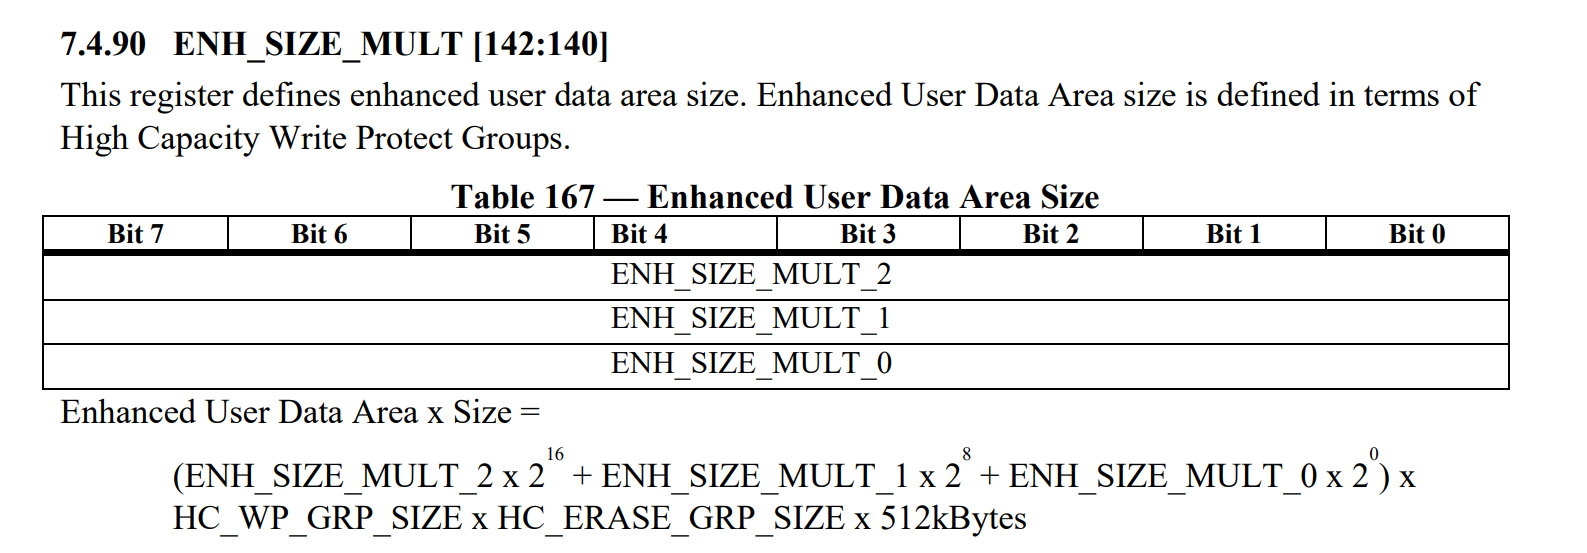 7.4.90 ENH_SIZE_MULT [142:140]
This register defines enhanced user data area size. Enhanced User Data Area size is defined in terms of
High Capacity Write Protect Groups.
Table 167 — Enhanced User Data Area Size
Bit 7 Bit 6 Bit 5 Bit 4 Bit 3 Bit 2 Bit 1 Bit 0
ENH_SIZE_MULT_2
ENH_SIZE_MULT_1
ENH_SIZE_MULT_0
Enhanced User Data Area x Size =
(ENH_SIZE_MULT_2 x 2^16 + ENH_SIZE_MULT_1 x 2^8 + ENH_SIZE_MULT_0 x 2^0) x
HC_WP_GRP_SIZE x HC_ERASE_GRP_SIZE x 512kBytes